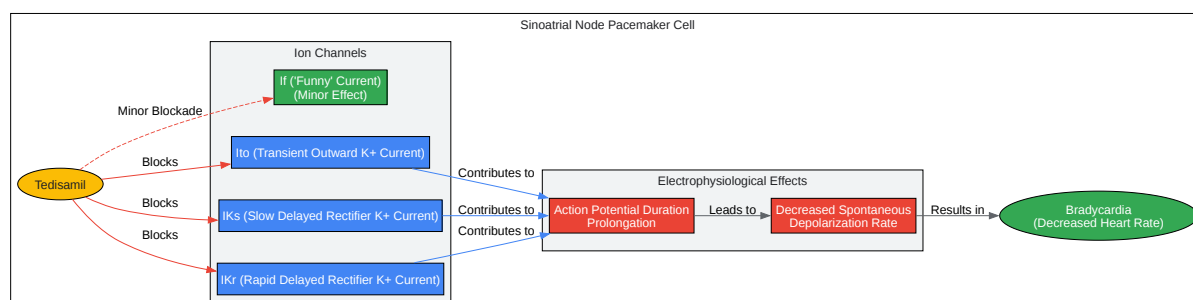 Sinoatrial Node Pacemaker Cell
Ion Channels
If ('Funny' Current)
(Minor Effect)
Minor Blockade
Ito (Transient Outward K+ Current)
Blocks
Tedisamil
Contributes to
Electrophysiological Effects
Blocks
IKs (Slow Delayed Rectifier K+ Current)
Contributes to
Action Potential Duration
Prolongation
Leads to
Decreased Spontaneous
Depolarization Rate
Results in
Bradycardia
(Decreased Heart Rate)
Blocks
Contributes to
IKr (Rapid Delayed Rectifier K+ Current)